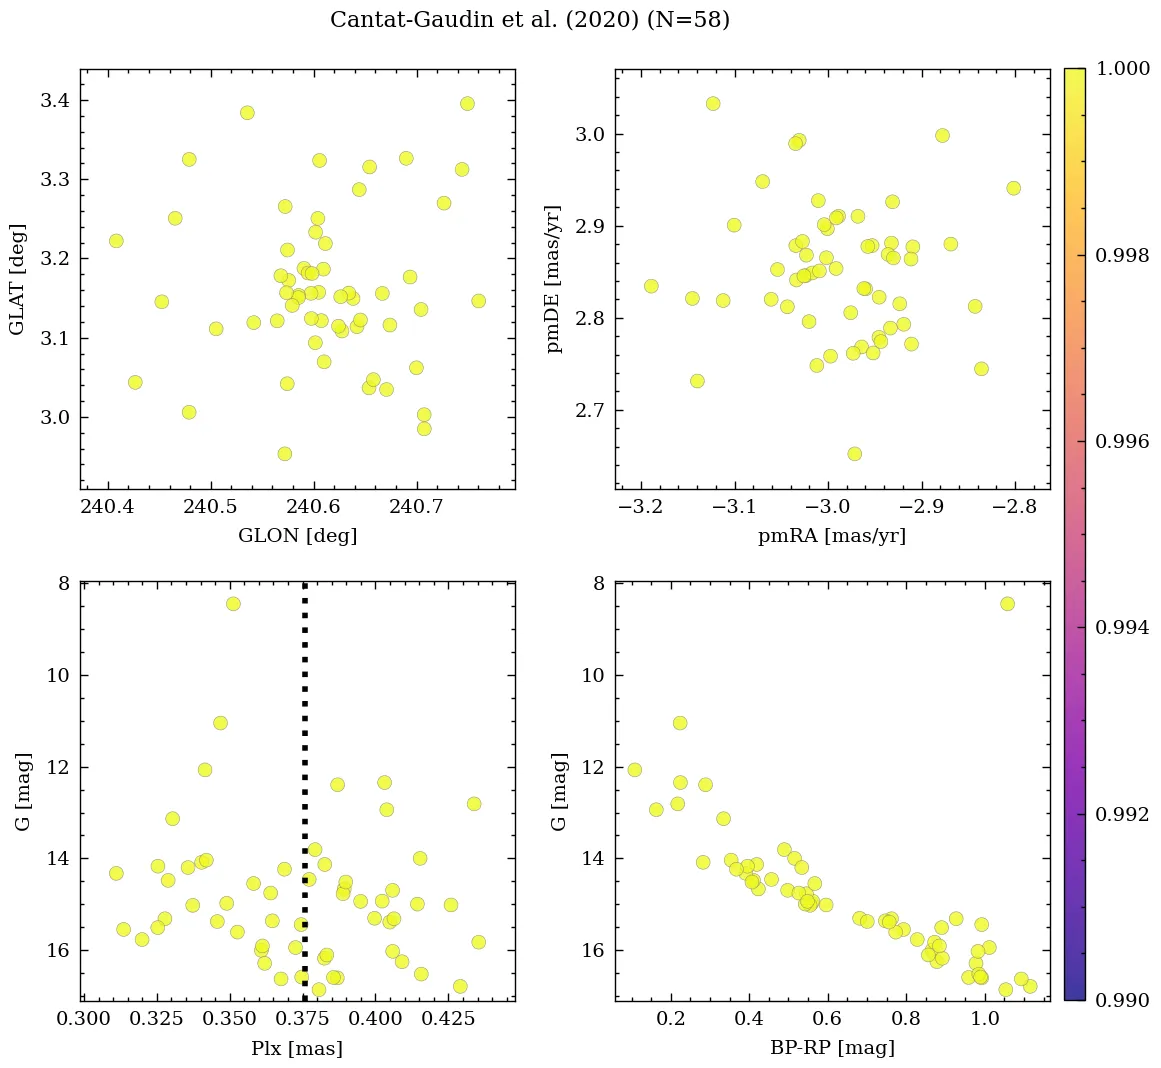 Cantat-Gaudin et al. (2020) (N=58)
3.4
3.3
3.2
3.1
3.0
GLAT [deg]
240.4 240.5 240.6 240.7
GLON [deg]
3.0
2.9
2.8
2.7
pmDE [mas/yr]
−3.2 −3.1 −3.0 −2.9 −2.8
pmRA [mas/yr]
8
10
12
14
16
G [mag]
0.300 0.325 0.350 0.375 0.400 0.425
Plx [mas]
8
10
12
14
16
G [mag]
0.2 0.4 0.6 0.8 1.0
BP-RP [mag]
1.000
0.998
0.996
0.994
0.992
0.990